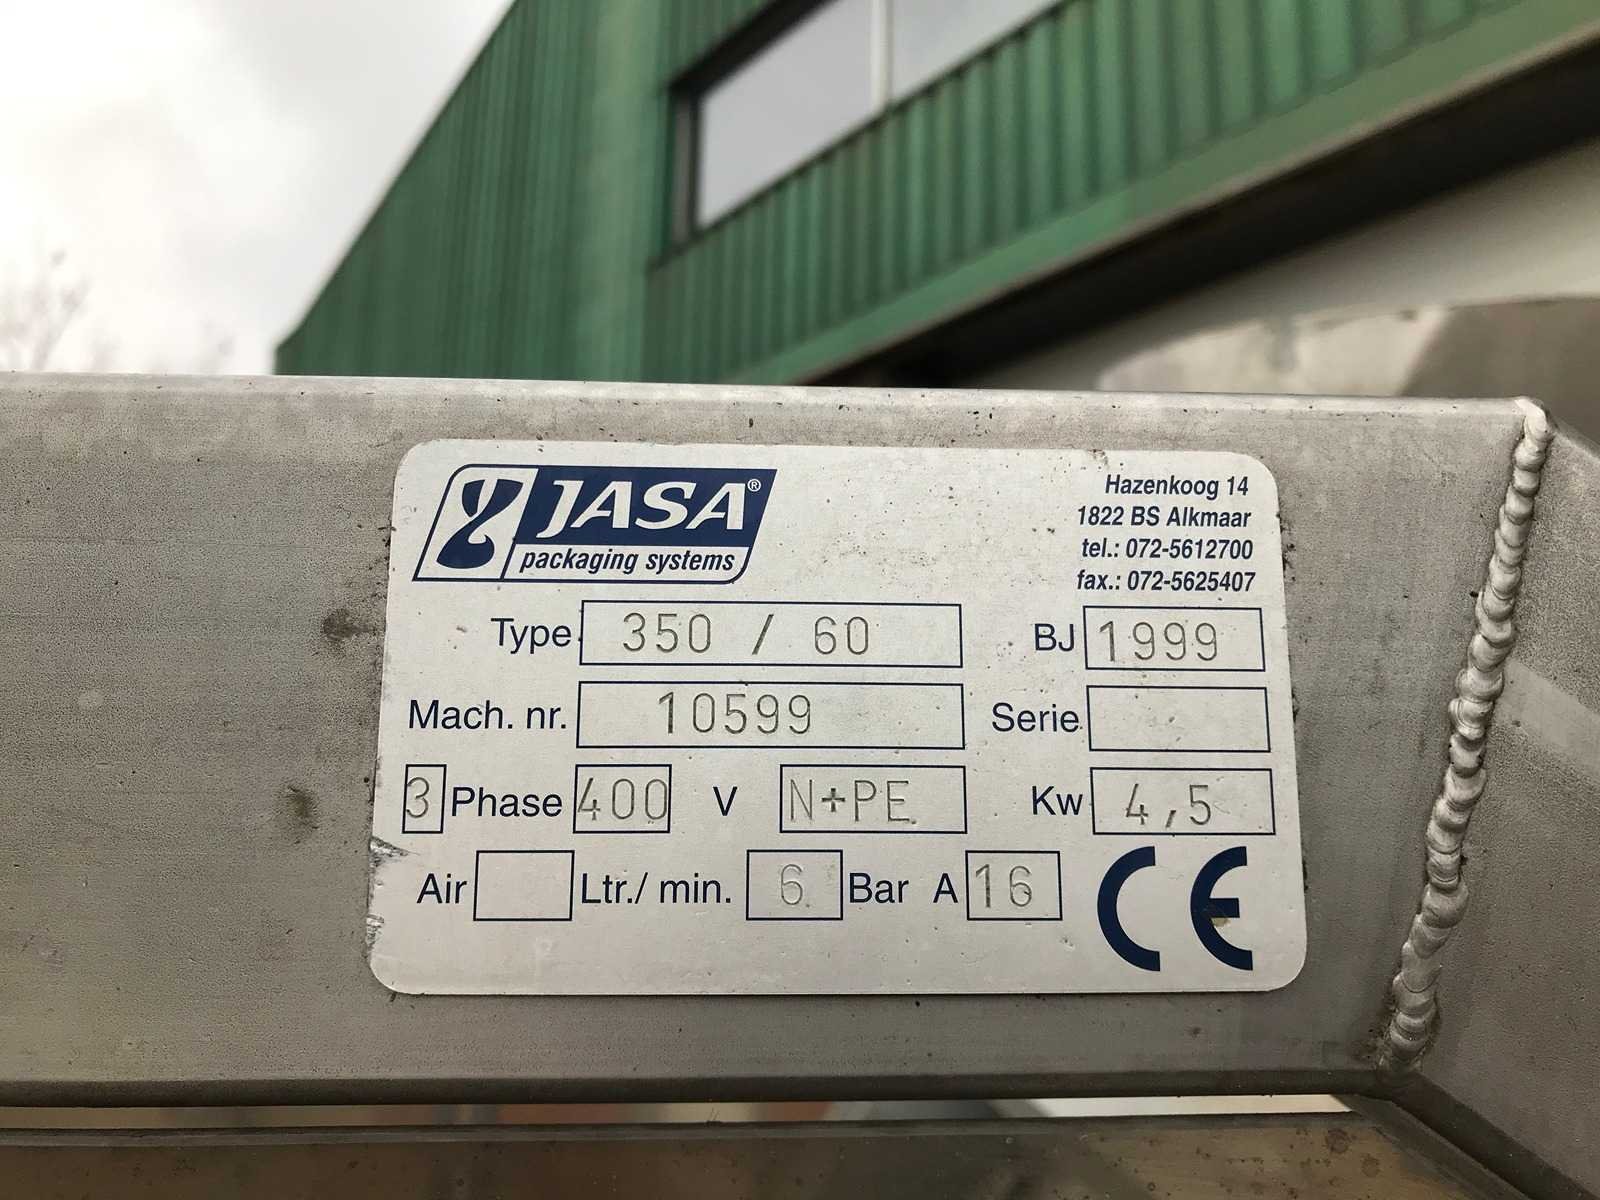 JASA®
packaging systems
Hazenkoog 14
1822 BS Alkmaar
tel.: 072-5612700
fax.: 072-5625407
Type 350 / 60 BJ 1999
Mach. nr. 10599 Serie
3 Phase 400 V N+PE Kw 4,5
Air Ltr./ min. 6 Bar A 16 CE